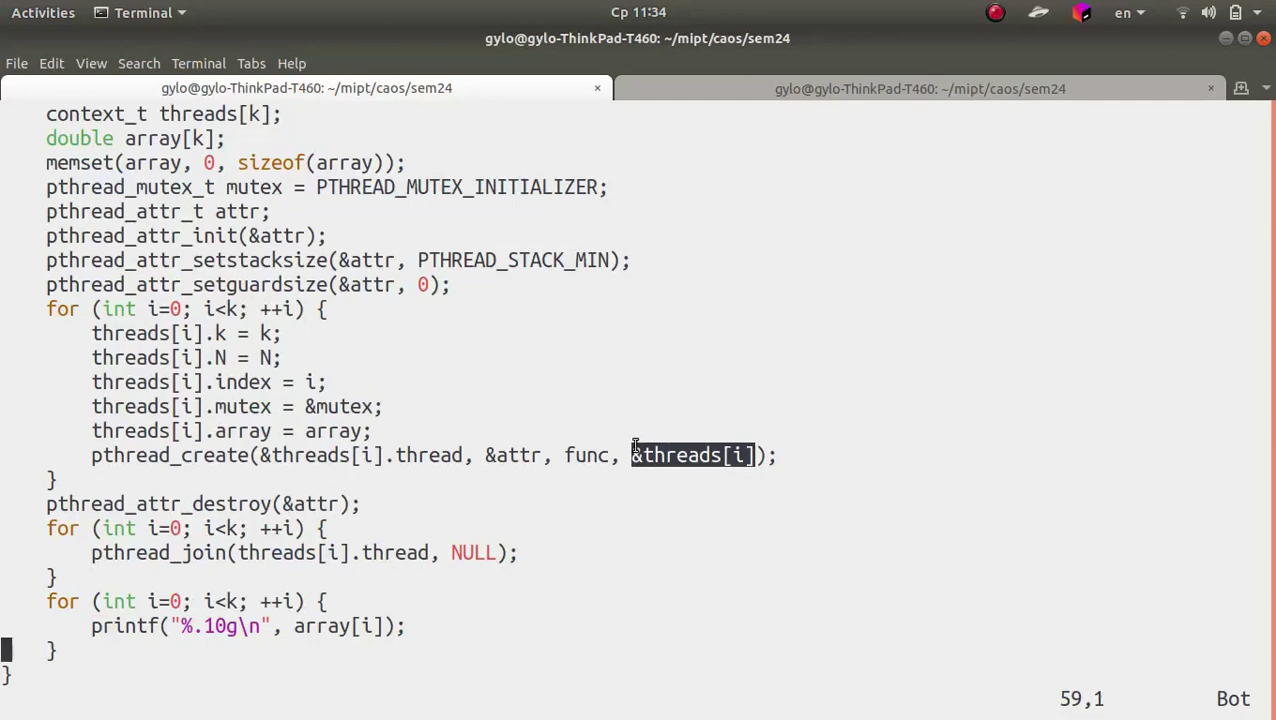 Activities Terminal Ср 11:34 en
gylo@gylo-ThinkPad-T460: ~/mipt/caos/sem24
File Edit View Search Terminal Tabs Help
gylo@gylo-ThinkPad-T460: ~/mipt/caos/sem24 × gylo@gylo-ThinkPad-T460: ~/mipt/caos/sem24 ×
context_t threads[k];
double array[k];
memset(array, 0, sizeof(array));
pthread_mutex_t mutex = PTHREAD_MUTEX_INITIALIZER;
pthread_attr_t attr;
pthread_attr_init(&attr);
pthread_attr_setstacksize(&attr, PTHREAD_STACK_MIN);
pthread_attr_setguardsize(&attr, 0);
for (int i=0; i<k; ++i) {
threads[i].k = k;
threads[i].N = N;
threads[i].index = i;
threads[i].mutex = &mutex;
threads[i].array = array;
pthread_create(&threads[i].thread, &attr, func, &threads[i]);
}
pthread_attr_destroy(&attr);
for (int i=0; i<k; ++i) {
pthread_join(threads[i].thread, NULL);
}
for (int i=0; i<k; ++i) {
printf("%.10g\n", array[i]);
}
}
59,1 Bot